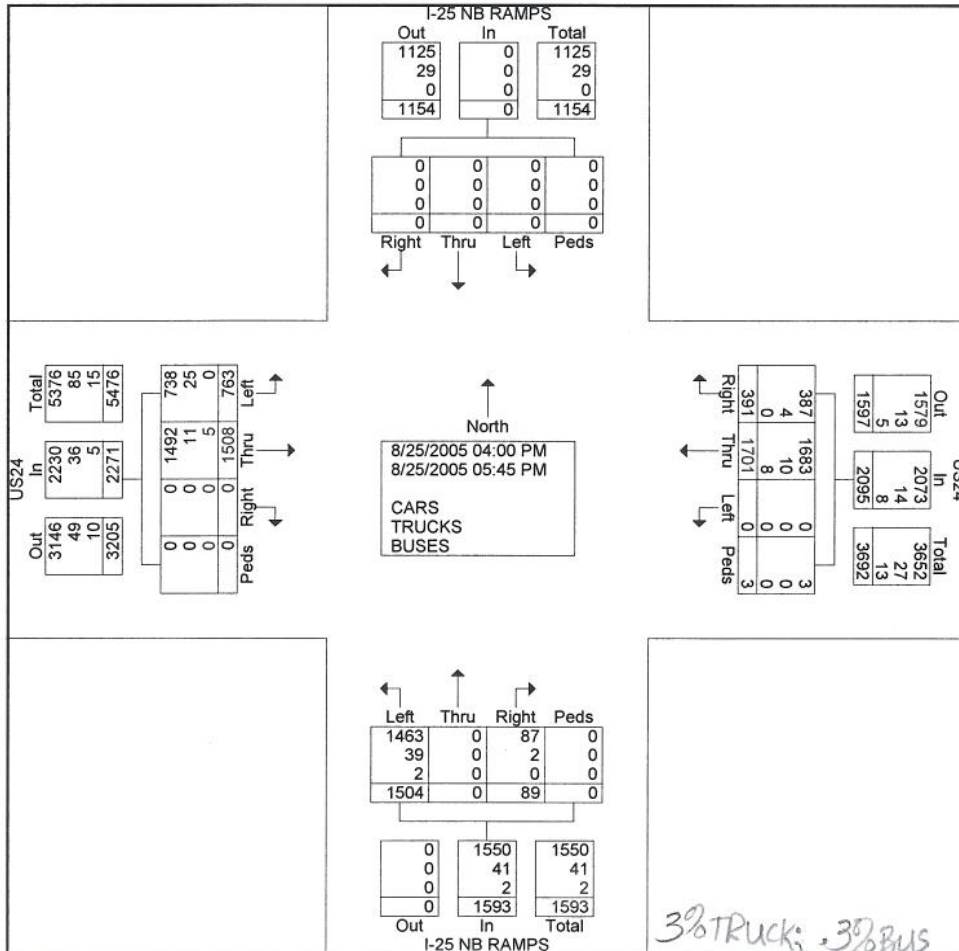 I-25 NB RAMPS
Out In Total
1125 0 1125
29 0 29
0 0 0
1154 0 1154
0 0 0 0
0 0 0 0
0 0 0 0
0 0 0 0
Right Thru Left Peds
US24
Total
5376
85
15
5476
In
2230
36
5
2271
Out
3146
49
10
3205
738 25 0 763 Left
1492 11 5 1508 Thru
0 0 0 0 Right
0 0 0 0 Peds
North
8/25/2005 04:00 PM
8/25/2005 05:45 PM
CARS
TRUCKS
BUSES
Right 391 0 4 387
Thru 1701 8 10 1683
Left 0 0 0 0
Peds 3 0 0 3
US24
Out
1579
13
5
1597
In
2073
14
8
2095
Total
3652
27
13
3692
Left Thru Right Peds
1463 0 87 0
39 0 2 0
2 0 0 0
1504 0 89 0
0 1550 1550
0 41 41
0 2 2
0 1593 1593
Out In Total
I-25 NB RAMPS
3% TRUCK; .3% BUS